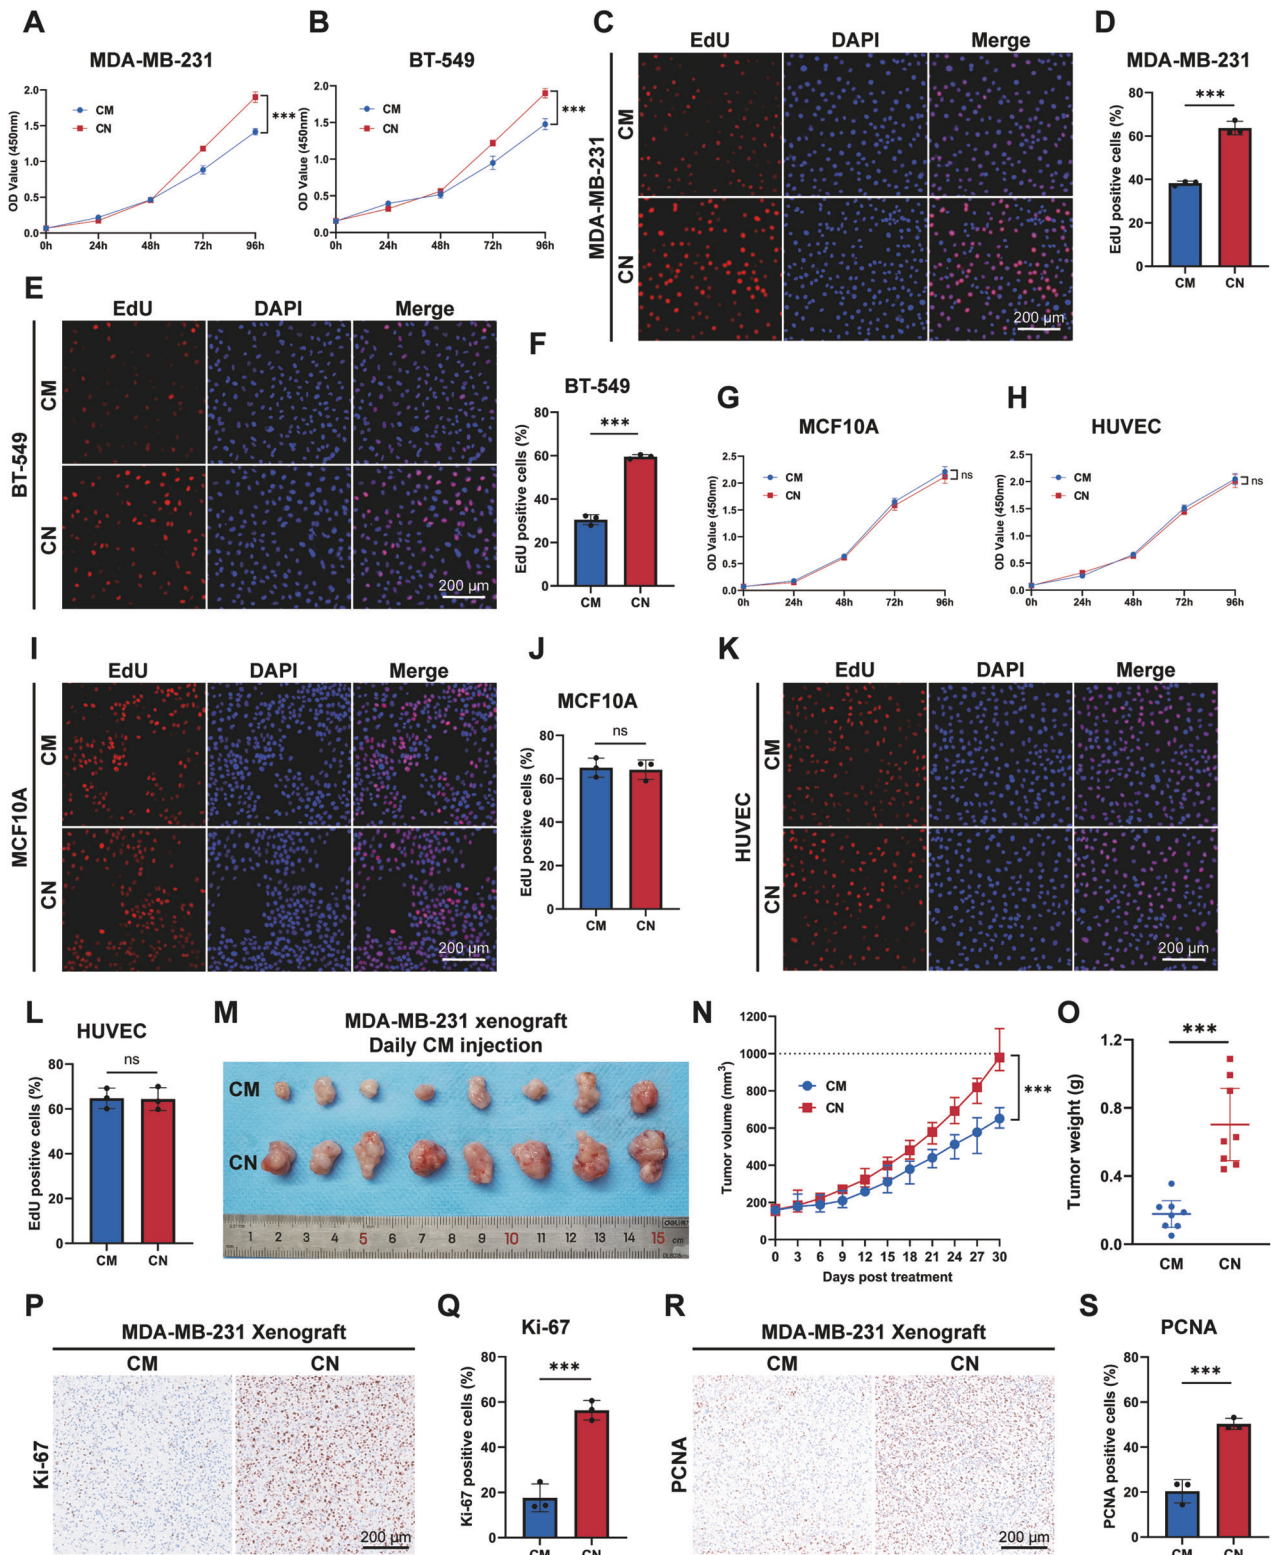 A
MDA-MB-231
OD Value (450nm)
2.0
1.5
1.0
0.5
0.0
0h
24h
48h
72h
96h
CM
CN
***
B
BT-549
OD Value (450nm)
2.0
1.5
1.0
0.5
0.0
0h
24h
48h
72h
96h
CM
CN
***
C
EdU
DAPI
Merge
MDA-MB-231
CM
CN
200 μm
D
MDA-MB-231
EdU positive cells (%)
80
60
40
20
0
***
CM
CN
E
EdU
DAPI
Merge
BT-549
CM
CN
200 μm
F
BT-549
EdU positive cells (%)
80
60
40
20
0
***
CM
CN
G
MCF10A
OD Value (450nm)
2.5
2.0
1.5
1.0
0.5
0.0
0h
24h
48h
72h
96h
CM
CN
ns
H
HUVEC
OD Value (450nm)
2.5
2.0
1.5
1.0
0.5
0.0
0h
24h
48h
72h
96h
CM
CN
ns
I
EdU
DAPI
Merge
MCF10A
CM
CN
200 μm
J
MCF10A
EdU positive cells (%)
80
60
40
20
0
ns
CM
CN
K
EdU
DAPI
Merge
HUVEC
CM
CN
200 μm
L
HUVEC
EdU positive cells (%)
80
60
40
20
0
ns
CM
CN
M
MDA-MB-231 xenograft
Daily CM injection
CM
CN
1 2 3 4 5 6 7 8 9 10 11 12 13 14 15 cm
N
Tumor volume (mm³)
1200
1000
800
600
400
200
0
0 3 6 9 12 15 18 21 24 27 30
Days post treatment
CM
CN
***
O
Tumor weight (g)
1.2
0.8
0.4
0.0
***
CM
CN
P
MDA-MB-231 Xenograft
CM
CN
Ki-67
200 μm
Q
Ki-67
Ki-67 positive cells (%)
80
60
40
20
0
***
CM
CN
R
MDA-MB-231 Xenograft
CM
CN
PCNA
200 μm
S
PCNA
PCNA positive cells (%)
80
60
40
20
0
***
CM
CN